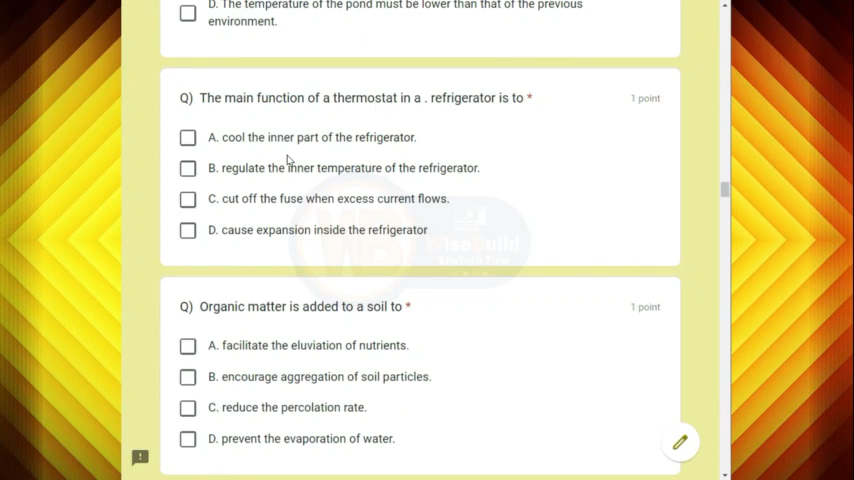 D. The temperature of the pond must be lower than that of the previous
environment.
Q) The main function of a thermostat in a . refrigerator is to *
1 point
A. cool the inner part of the refrigerator.
B. regulate the inner temperature of the refrigerator.
C. cut off the fuse when excess current flows.
D. cause expansion inside the refrigerator
WiseBuild
EduTech Firm
Q) Organic matter is added to a soil to *
1 point
A. facilitate the eluviation of nutrients.
B. encourage aggregation of soil particles.
C. reduce the percolation rate.
D. prevent the evaporation of water.